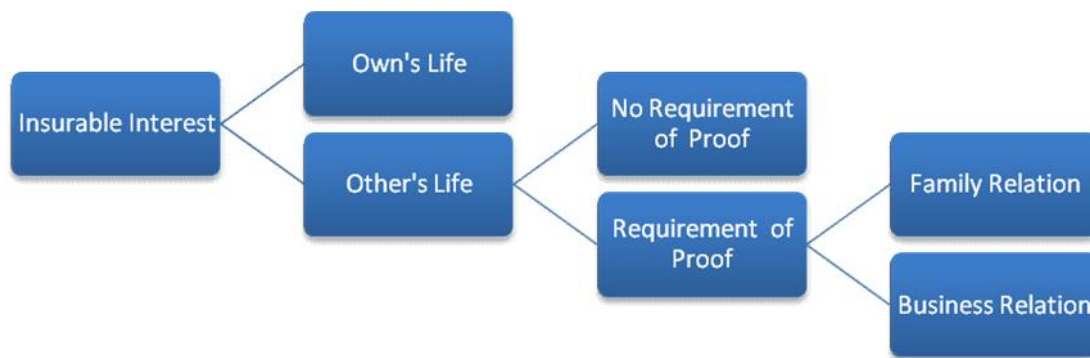 Insurable Interest
Own's Life
Other's Life
No Requirement
of Proof
Requirement of
Proof
Family Relation
Business Relation